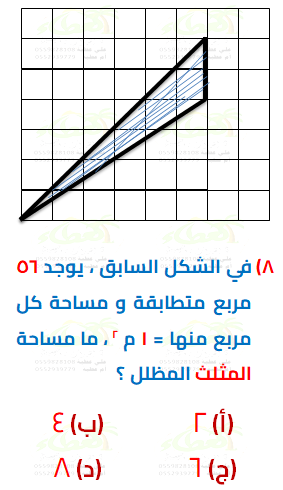 ٨) في الشكل السابق ، يوجد ٥٦
مربع متطابقة و مساحة كل
مربع منها = ١ م ٢ ، ما مساحة
المثلث المظلل ؟
(أ) ٢
(ب) ٤
(ج) ٦
(د) ٨